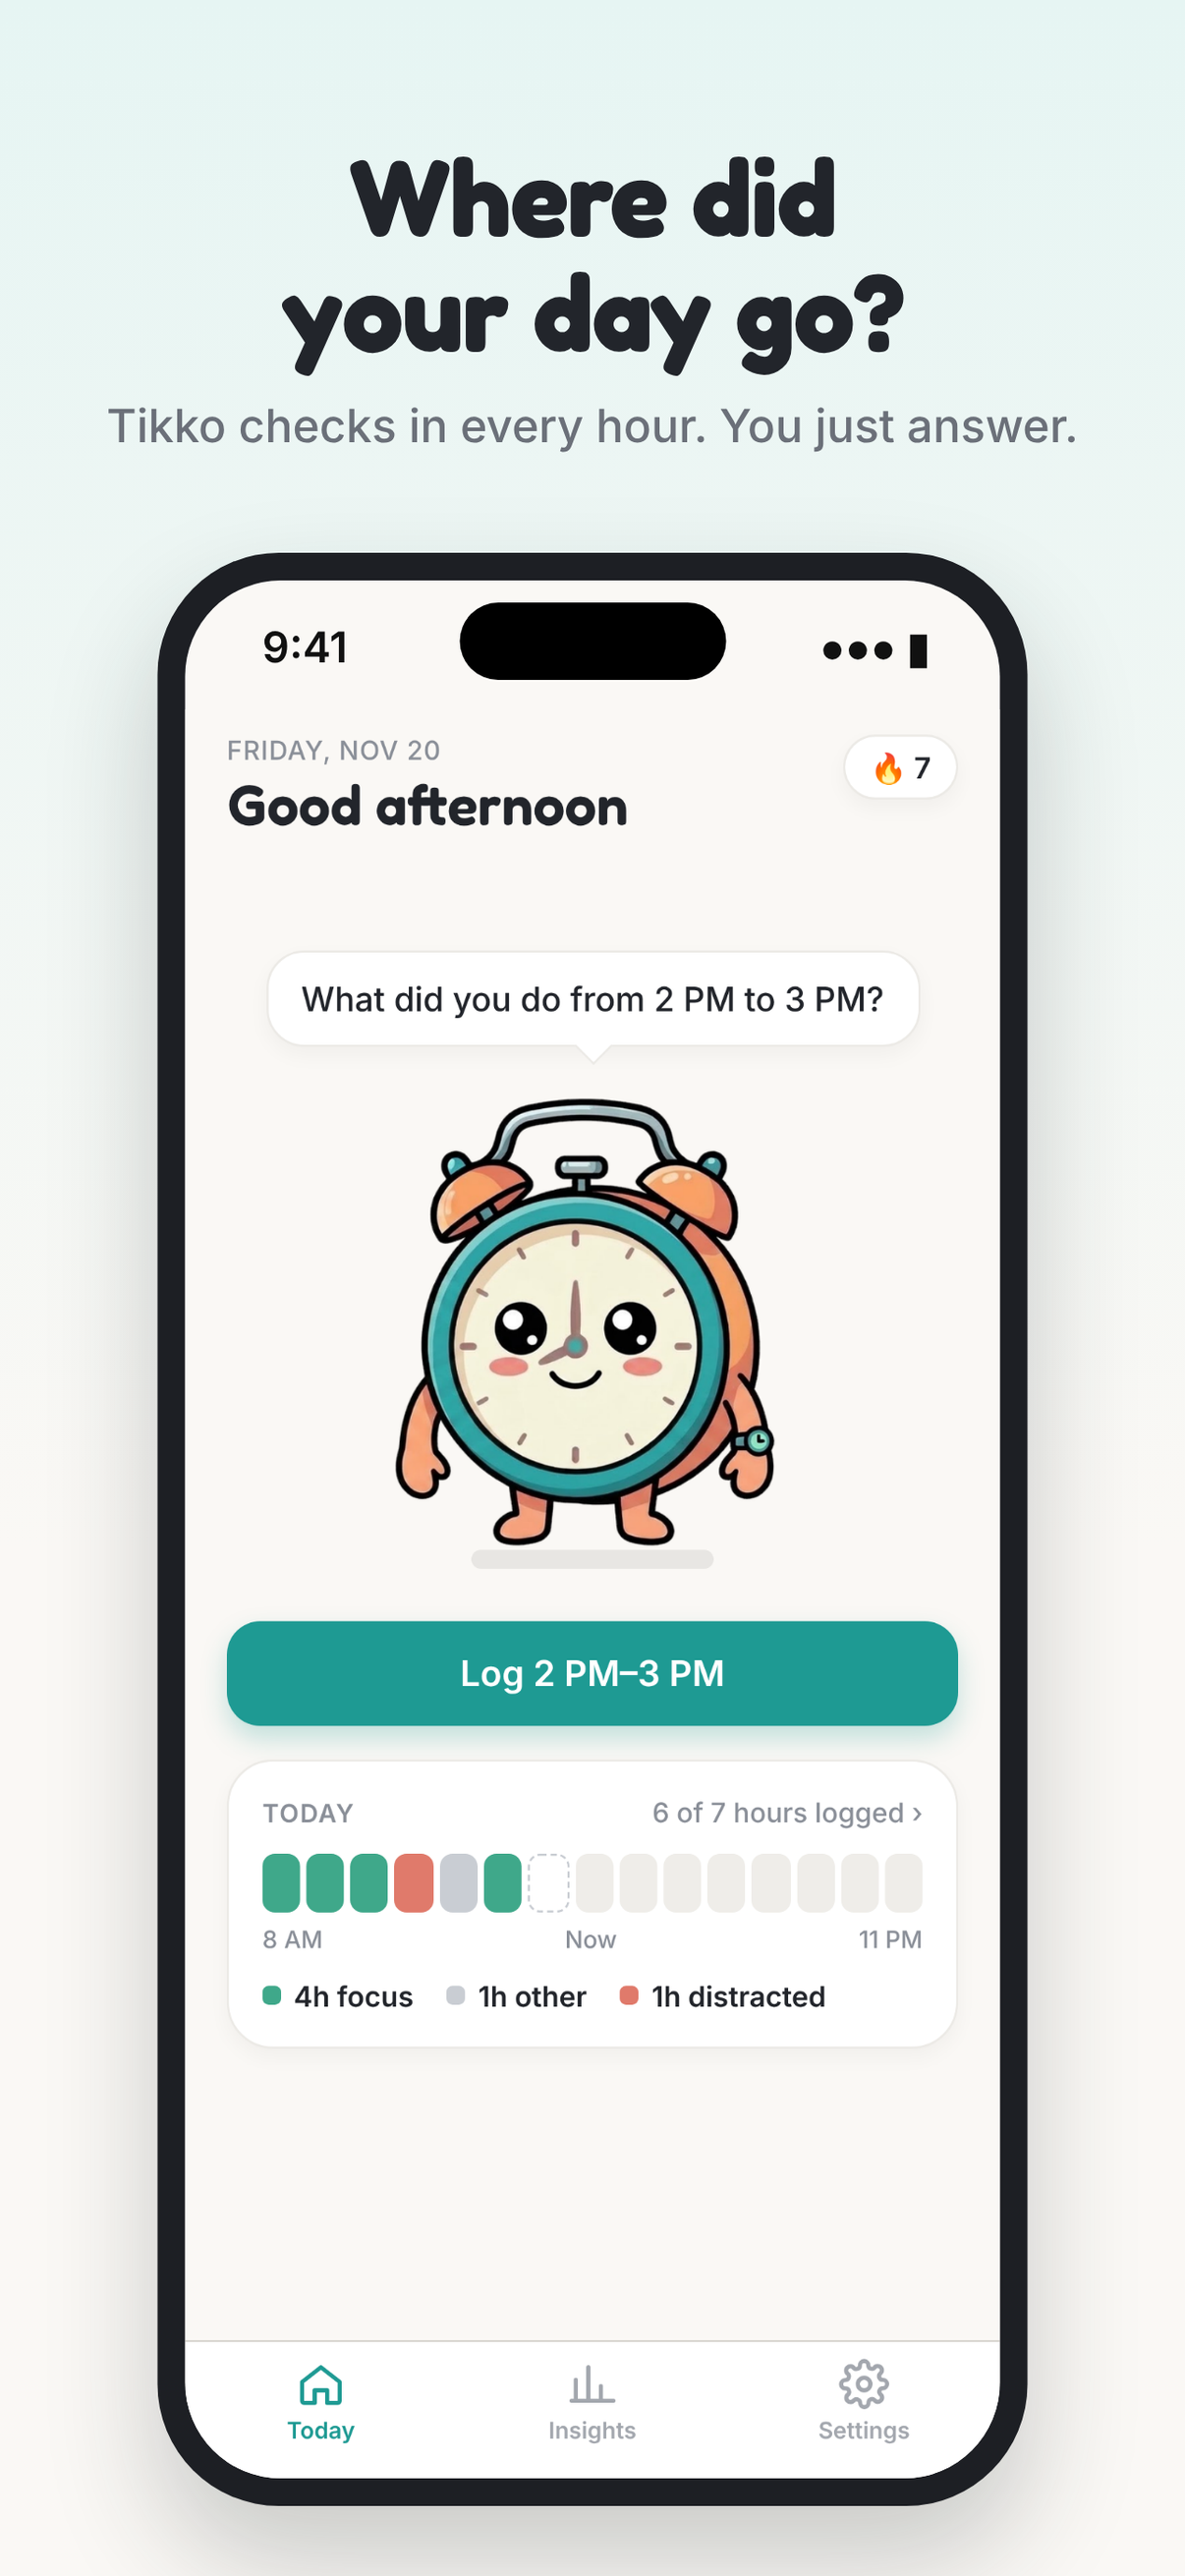 Where did
your day go?
Tikko checks in every hour. You just answer.
9:41
FRIDAY, NOV 20
🔥 7
Good afternoon
What did you do from 2 PM to 3 PM?
Log 2 PM–3 PM
TODAY
6 of 7 hours logged ›
8 AM
Now
11 PM
4h focus
1h other
1h distracted
Today
Insights
Settings